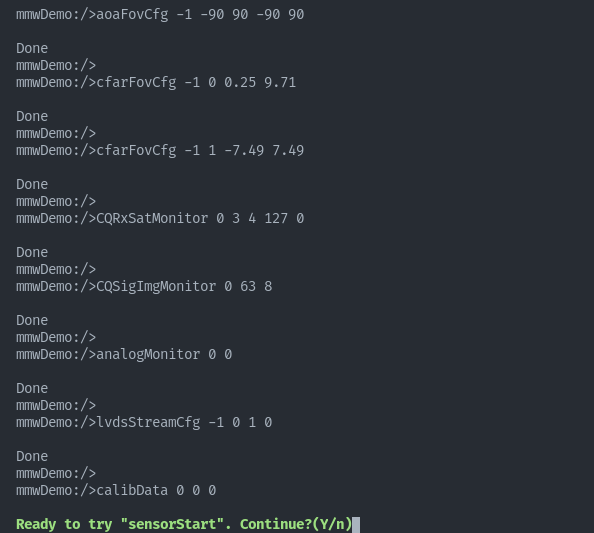 mmwDemo:/>aoaFovCfg -1 -90 90 -90 90
Done
mmwDemo:/>
mmwDemo:/>cfarFovCfg -1 0 0.25 9.71
Done
mmwDemo:/>
mmwDemo:/>cfarFovCfg -1 1 -7.49 7.49
Done
mmwDemo:/>
mmwDemo:/>CQRxSatMonitor 0 3 4 127 0
Done
mmwDemo:/>
mmwDemo:/>CQSigImgMonitor 0 63 8
Done
mmwDemo:/>
mmwDemo:/>analogMonitor 0 0
Done
mmwDemo:/>
mmwDemo:/>lvdsStreamCfg -1 0 1 0
Done
mmwDemo:/>
mmwDemo:/>calibData 0 0 0
Ready to try "sensorStart". Continue?(Y/n)